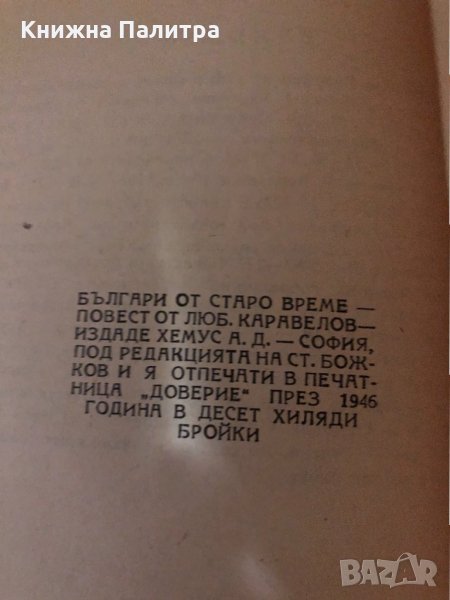 Книжна Палитра
БЪЛГАРИ ОТ СТАРО ВРЕМЕ —
ПОВЕСТ ОТ ЛЮБ. КАРАВЕЛОВ—
ИЗДАДЕ ХЕМУС А. Д. — СОФИЯ,
ПОД РЕДАКЦИЯТА НА СТ. БОЖ-
КОВ И Я ОТПЕЧАТИ В ПЕЧАТ-
НИЦА „ДОВЕРИЕ" ПРЕЗ 1946
ГОДИНА В ДЕСЕТ ХИЛЯДИ
БРОЙКИ
BAZAR